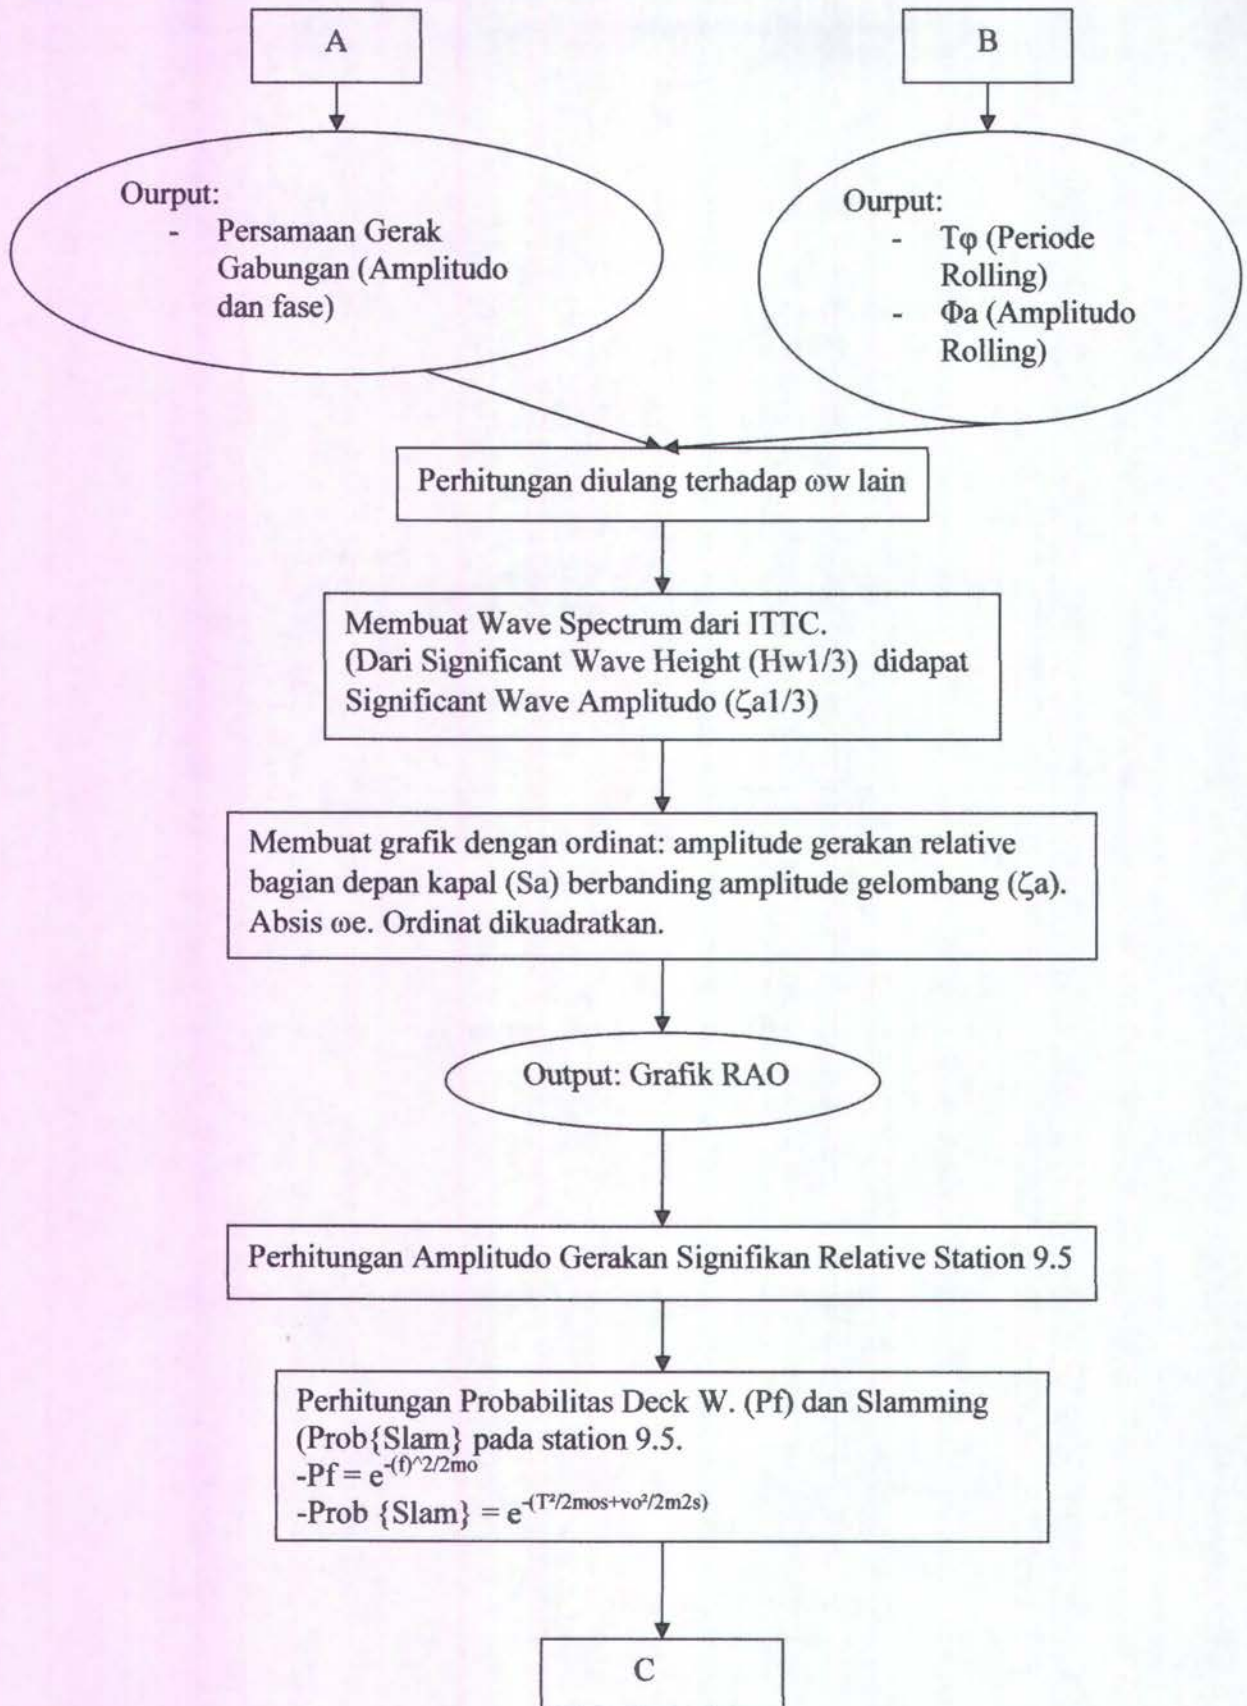 A
B
Ourput:
- Persamaan Gerak
Gabungan (Amplitudo
dan fase)
Ourput:
- Tφ (Periode
Rolling)
- Φa (Amplitudo
Rolling)
Perhitungan diulang terhadap ωw lain
Membuat Wave Spectrum dari ITTC.
(Dari Significant Wave Height (Hw1/3) didapat
Significant Wave Amplitudo (ζa1/3)
Membuat grafik dengan ordinat: amplitude gerakan relative
bagian depan kapal (Sa) berbanding amplitude gelombang (ζa).
Absis ωe. Ordinat dikuadratkan.
Output: Grafik RAO
Perhitungan Amplitudo Gerakan Signifikan Relative Station 9.5
Perhitungan Probabilitas Deck W. (Pf) dan Slamming
(Prob{Slam} pada station 9.5.
-Pf = e-(f)^2/2mo
-Prob {Slam} = e-(T²/2mos+vo²/2m2s)
C